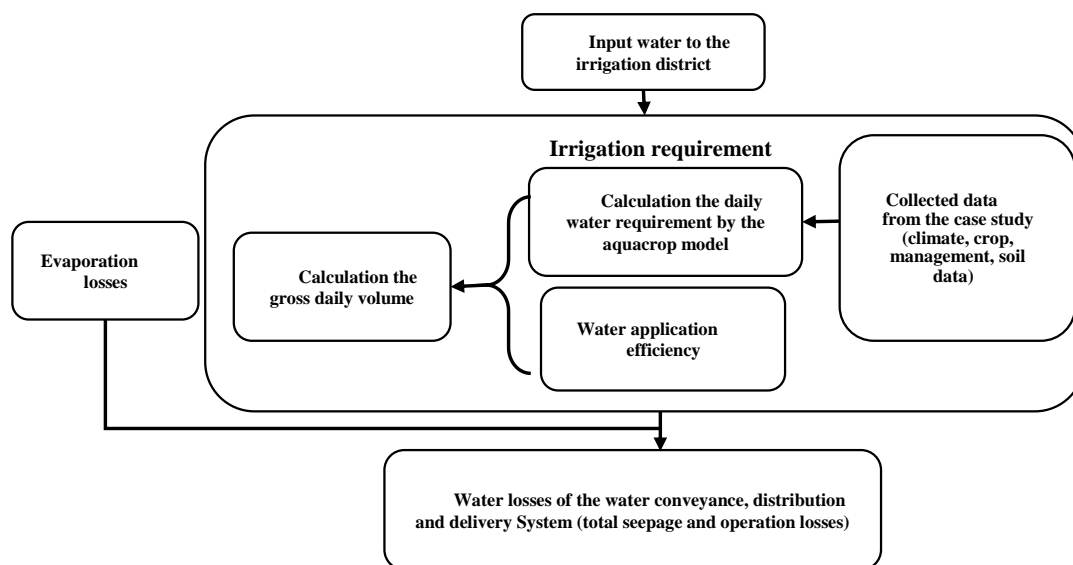 Input water to the
irrigation district
Irrigation requirement
Calculation the daily
water requirement by the
aquacrop model
Collected data
from the case study
(climate, crop,
management, soil
data)
Evaporation
losses
Calculation the
gross daily volume
Water application
efficiency
Water losses of the water conveyance, distribution
and delivery System (total seepage and operation losses)